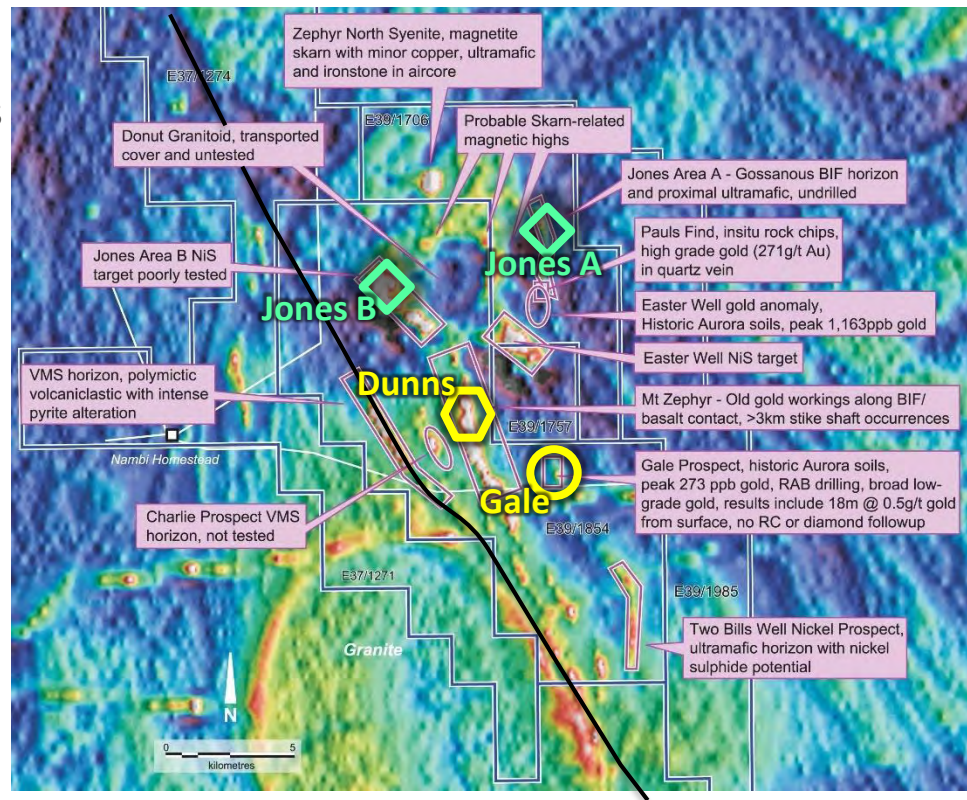 Zephyr North Syenite, magnetite
skarn with minor copper, ultramafic
and ironstone in aircore
E37/1274
E39/1706
Donut Granitoid, transported
cover and untested
Probable Skarn-related
magnetic highs
Jones Area A - Gossanous BIF horizon
and proximal ultramafic, undrilled
Pauls Find, insitu rock chips,
high grade gold (271g/t Au)
in quartz vein
Jones Area B NiS
target poorly tested
Jones A
Jones B
Easter Well gold anomaly,
Historic Aurora soils, peak 1,163ppb gold
Easter Well NiS target
VMS horizon, polymictic
volcaniclastic with intense
pyrite alteration
Dunns
Mt Zephyr - Old gold workings along BIF/
basalt contact, >3km stike shaft occurrences
E39/1757
Nambi Homestead
Gale
Gale Prospect, historic Aurora soils,
peak 273 ppb gold, RAB drilling, broad low-
grade gold, results include 18m @ 0.5g/t gold
from surface, no RC or diamond followup
Charlie Prospect VMS
horizon, not tested
E39/1854
E37/1271
E39/1985
Two Bills Well Nickel Prospect,
ultramafic horizon with nickel
sulphide potential
Granite
N
0 5
kilometres